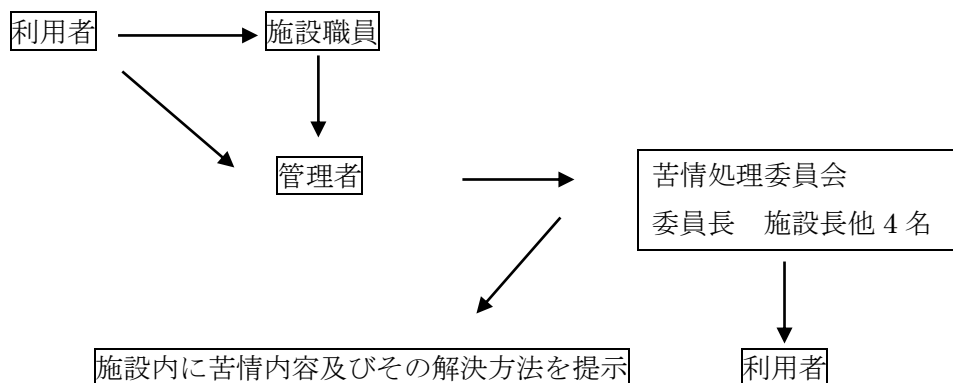 利用者
施設職員
管理者
苦情処理委員会
委員長　施設長他 4 名
施設内に苦情内容及びその解決方法を提示
利用者